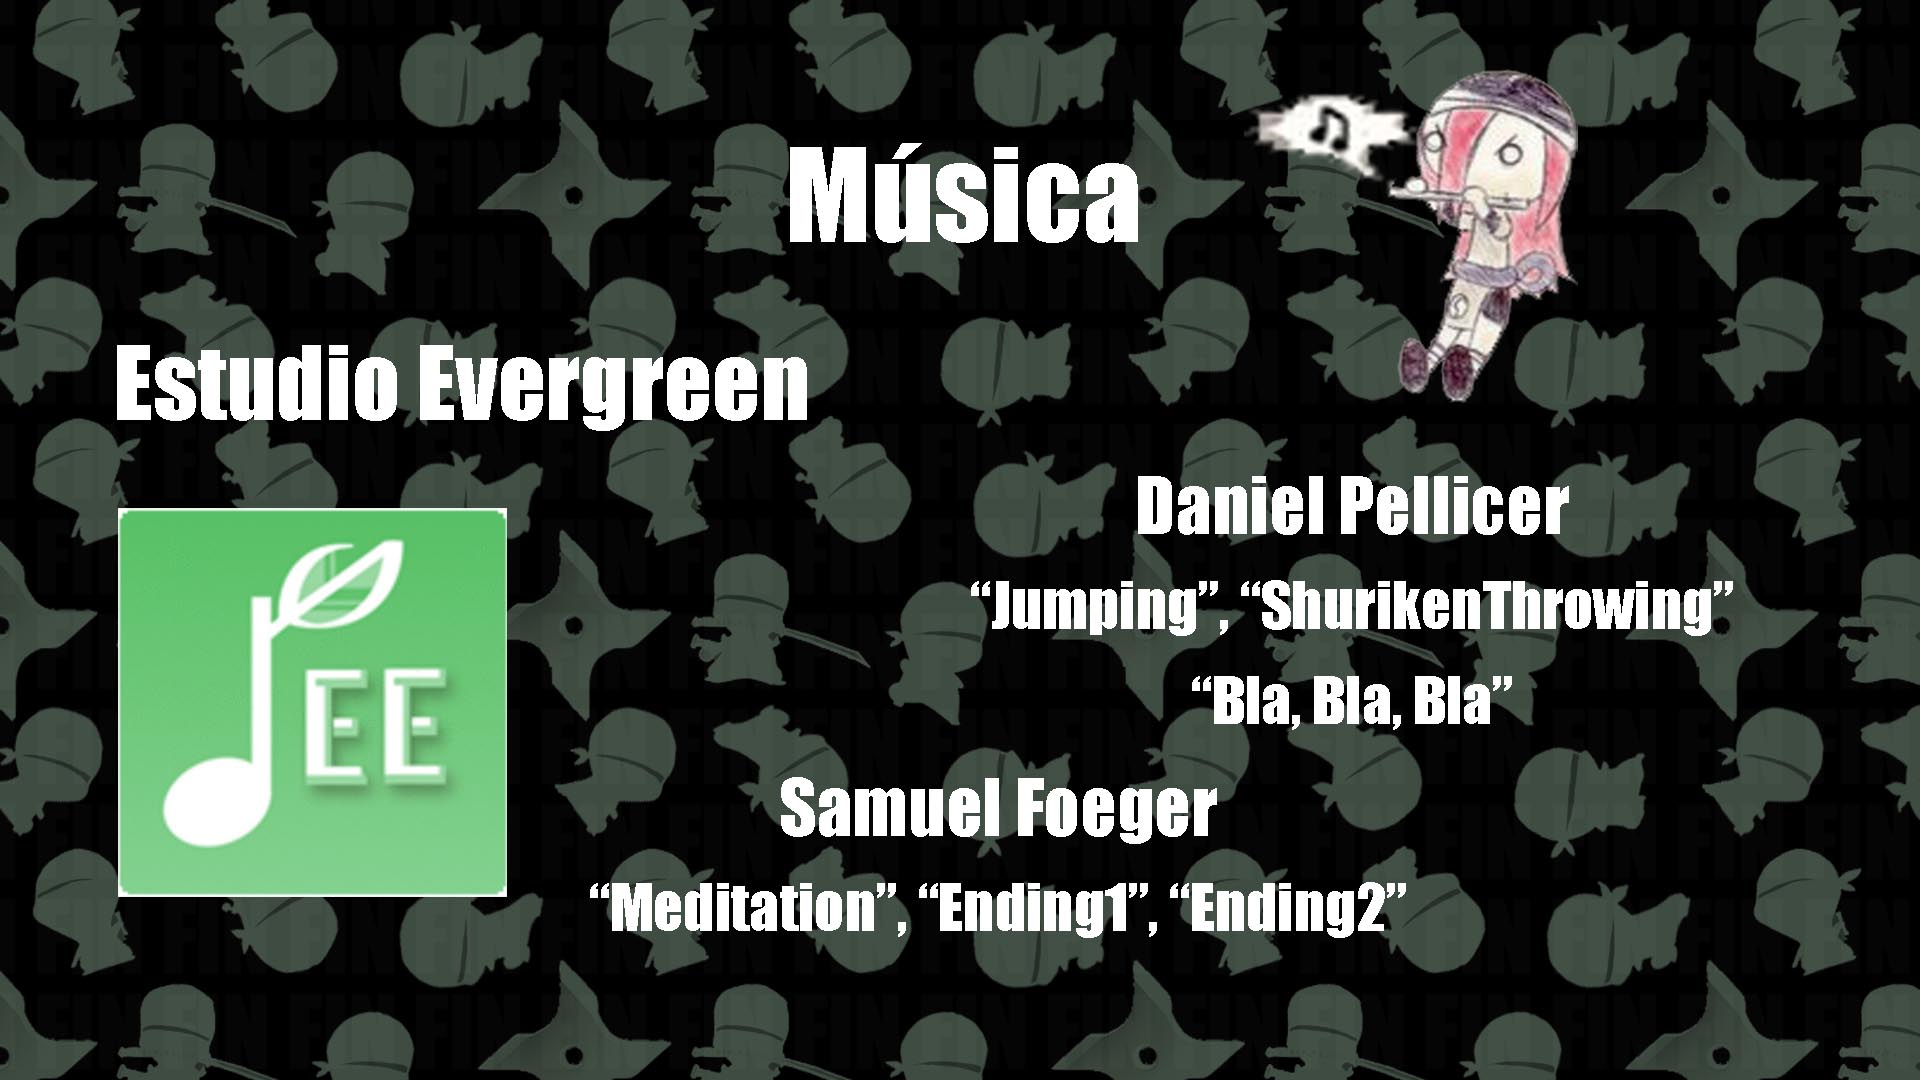 Música
Estudio Evergreen
EE
Daniel Pellicer
“Jumping”, “ShurikenThrowing”
“Bla, Bla, Bla”
Samuel Foeger
“Meditation”, “Ending1”, “Ending2”